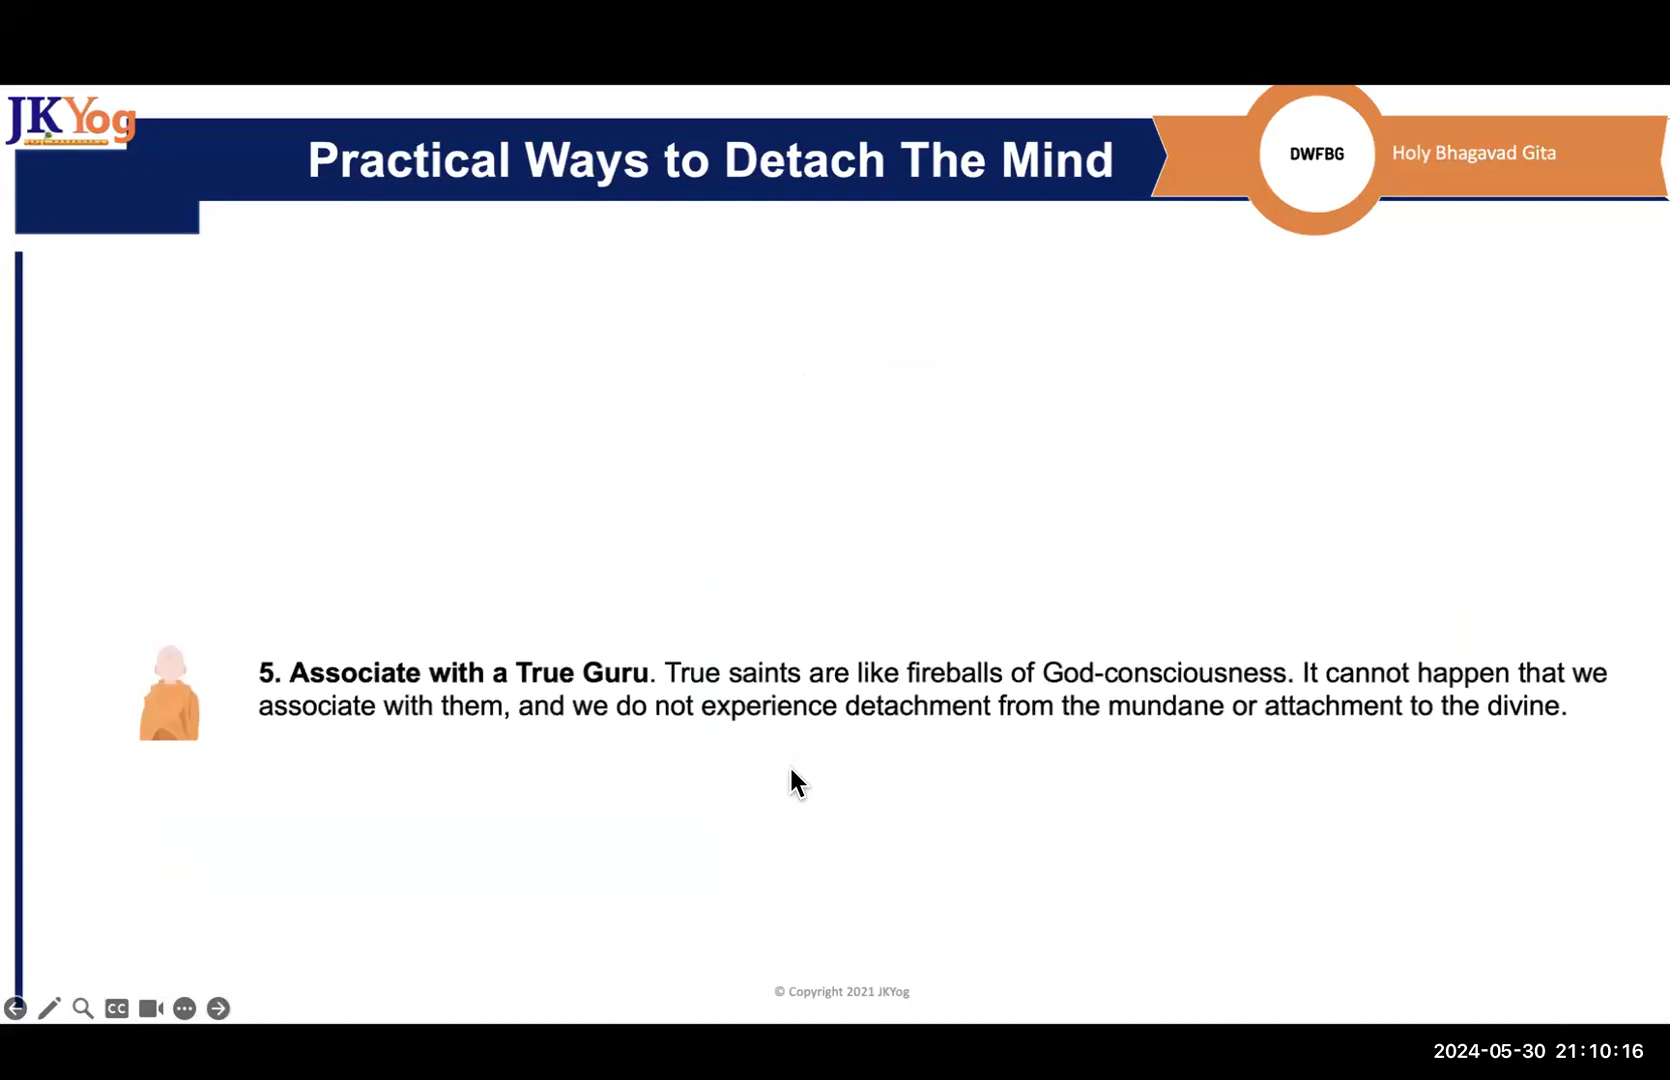 JKYog
Practical Ways to Detach The Mind
DWFBG
Holy Bhagavad Gita
5. Associate with a True Guru. True saints are like fireballs of God-consciousness. It cannot happen that we
associate with them, and we do not experience detachment from the mundane or attachment to the divine.
© Copyright 2021 JKYog
CC
2024-05-30 21:10:16